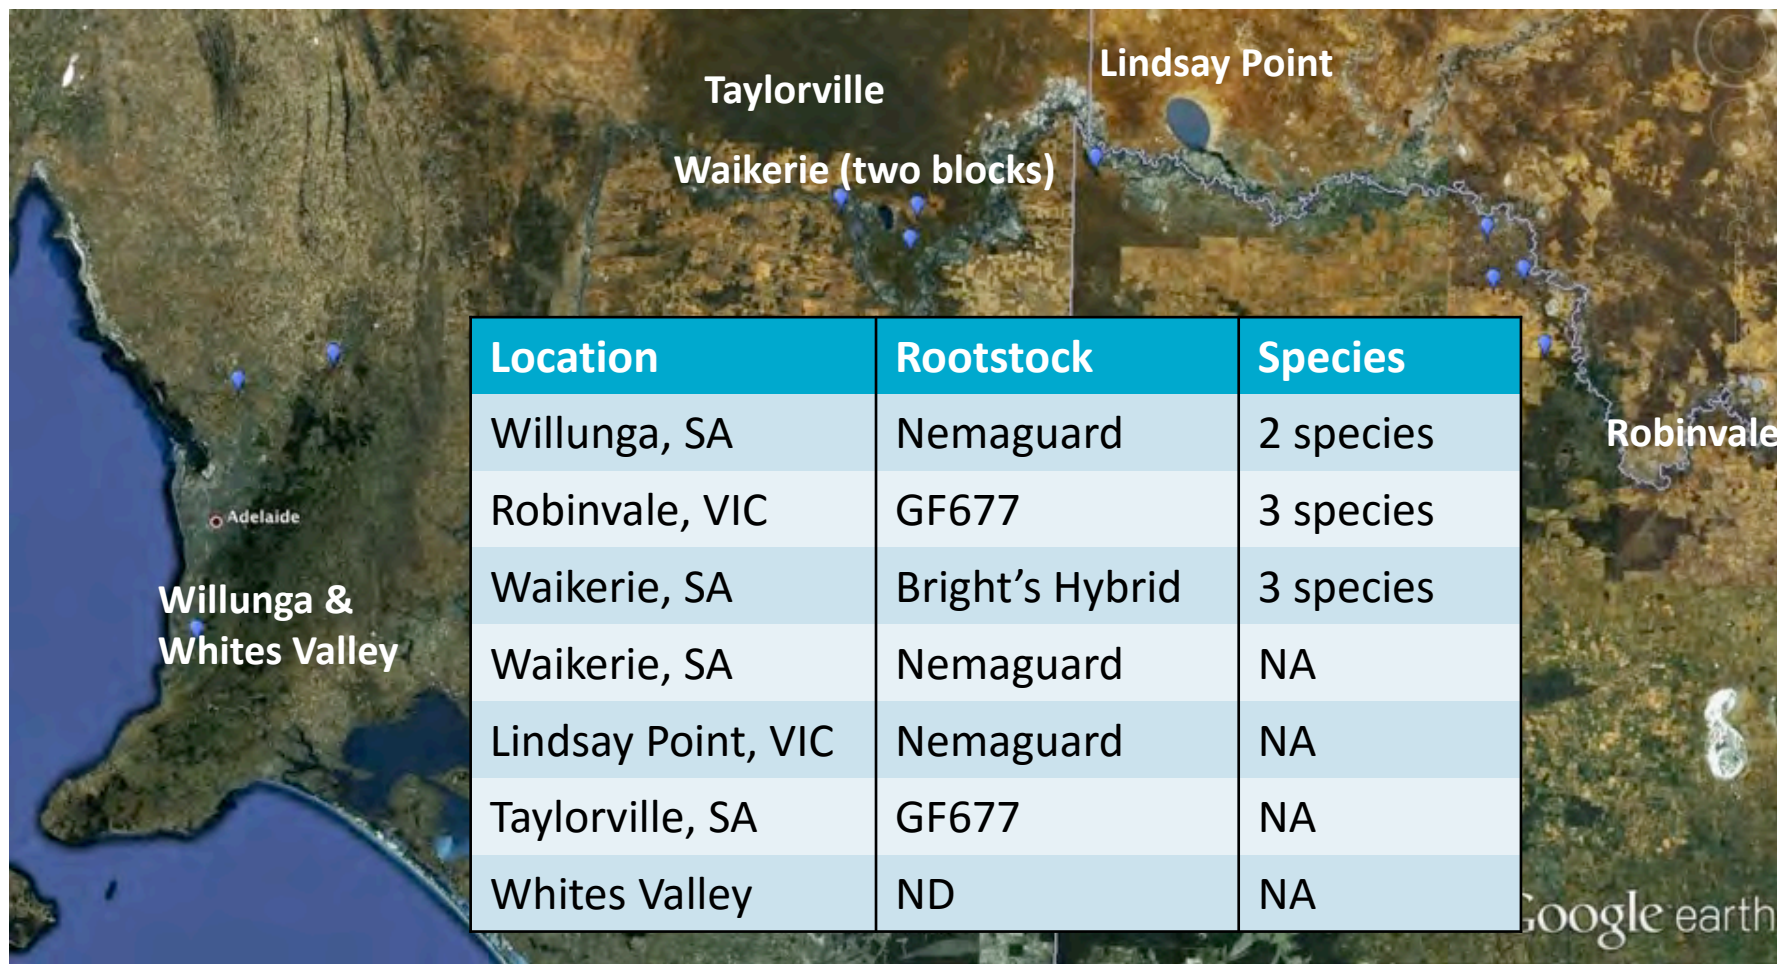 Lindsay Point
Taylorville
Waikerie (two blocks)
Location Rootstock Species
Willunga, SA Nemaguard 2 species
Robinvale, VIC GF677 3 species
Waikerie, SA Bright’s Hybrid 3 species
Waikerie, SA Nemaguard NA
Lindsay Point, VIC Nemaguard NA
Taylorville, SA GF677 NA
Whites Valley ND NA
Robinvale
Adelaide
Willunga &
Whites Valley
Google earth